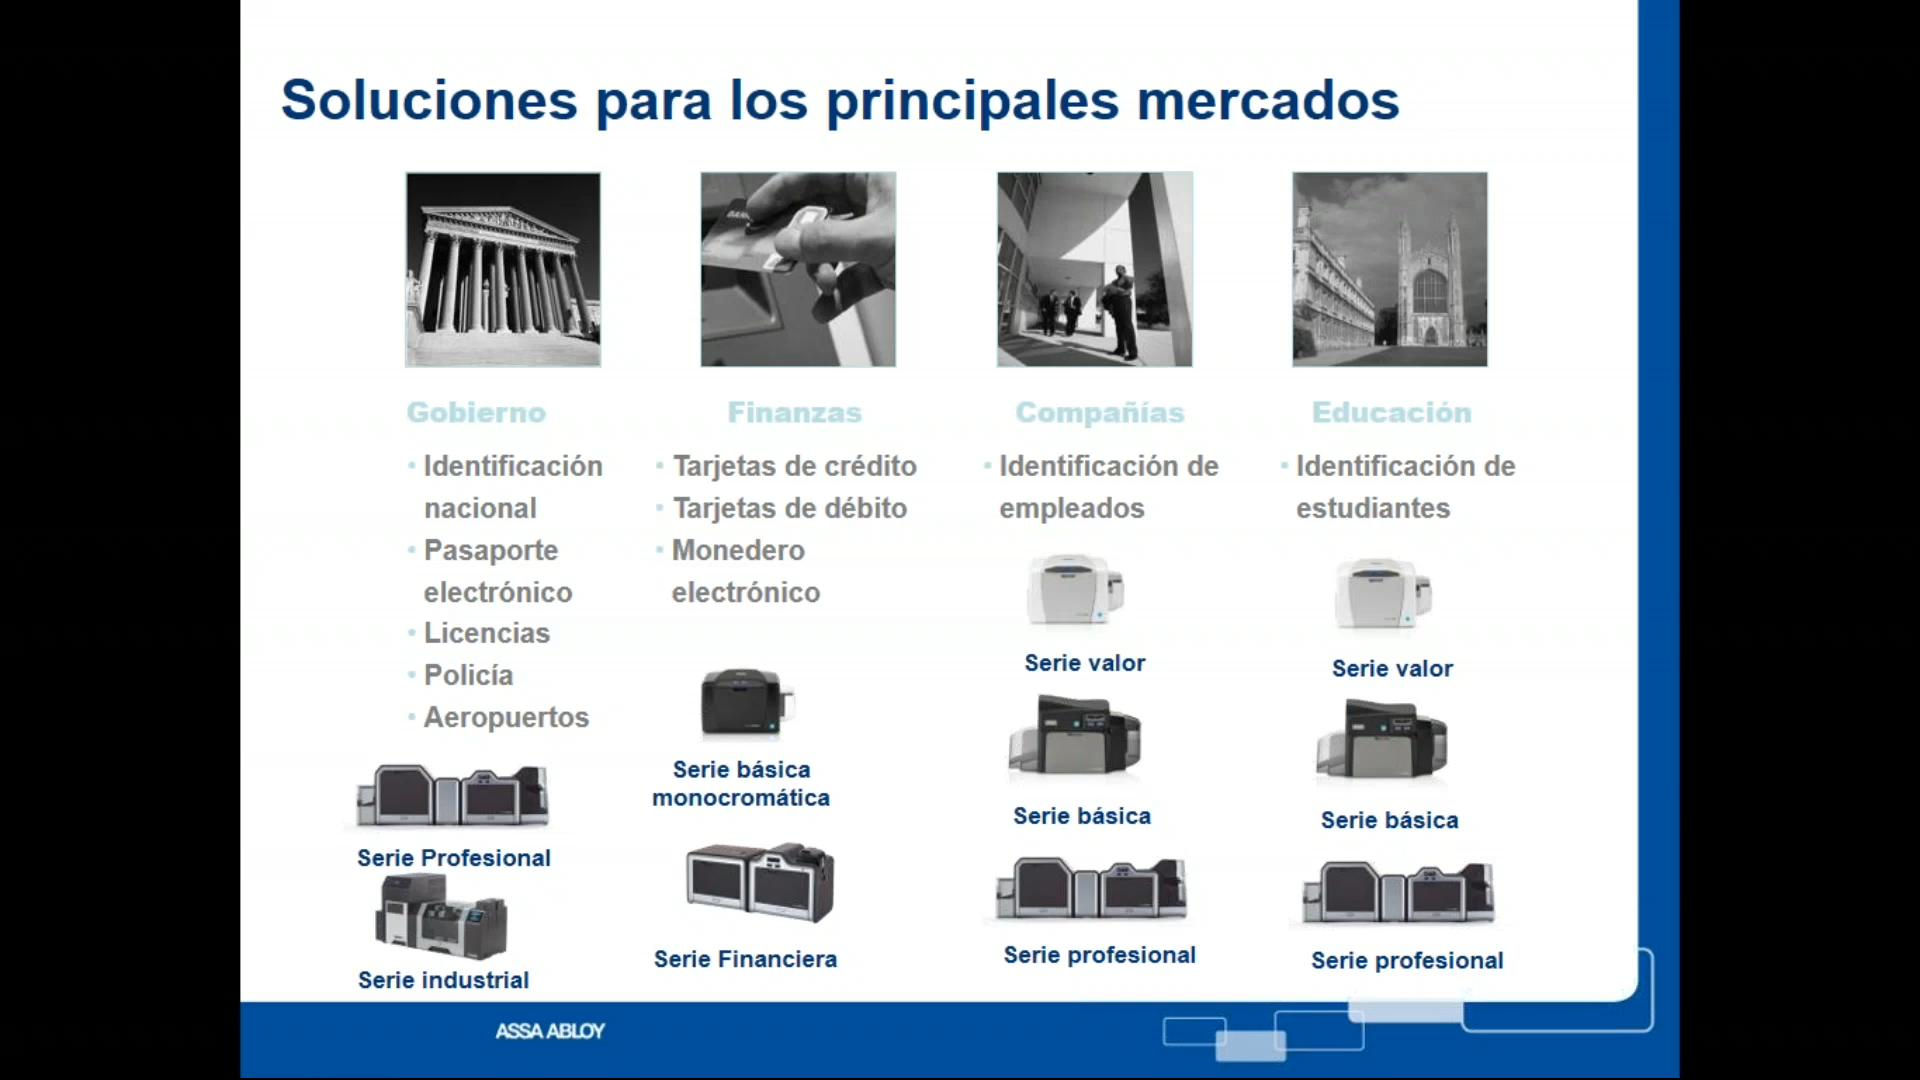 Soluciones para los principales mercados
Gobierno
• Identificación
nacional
• Pasaporte
electrónico
• Licencias
• Policía
• Aeropuertos
Serie Profesional
Serie industrial
Finanzas
• Tarjetas de crédito
• Tarjetas de débito
• Monedero
electrónico
Serie básica
monocromática
Serie Financiera
Compañías
• Identificación de
empleados
Serie valor
Serie básica
Serie profesional
Educación
• Identificación de
estudiantes
Serie valor
Serie básica
Serie profesional
ASSA ABLOY